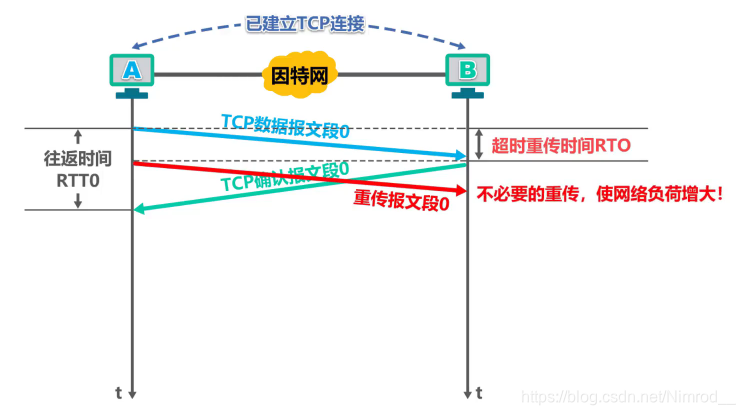 已建立TCP连接
A
因特网
B
TCP数据报文段0
往返时间
RTT0
超时重传时间RTO
TCP确认报文段0
重传报文段0
不必要的重传，使网络负荷增大！
t
t
https://blog.csdn.net/Nimrod__